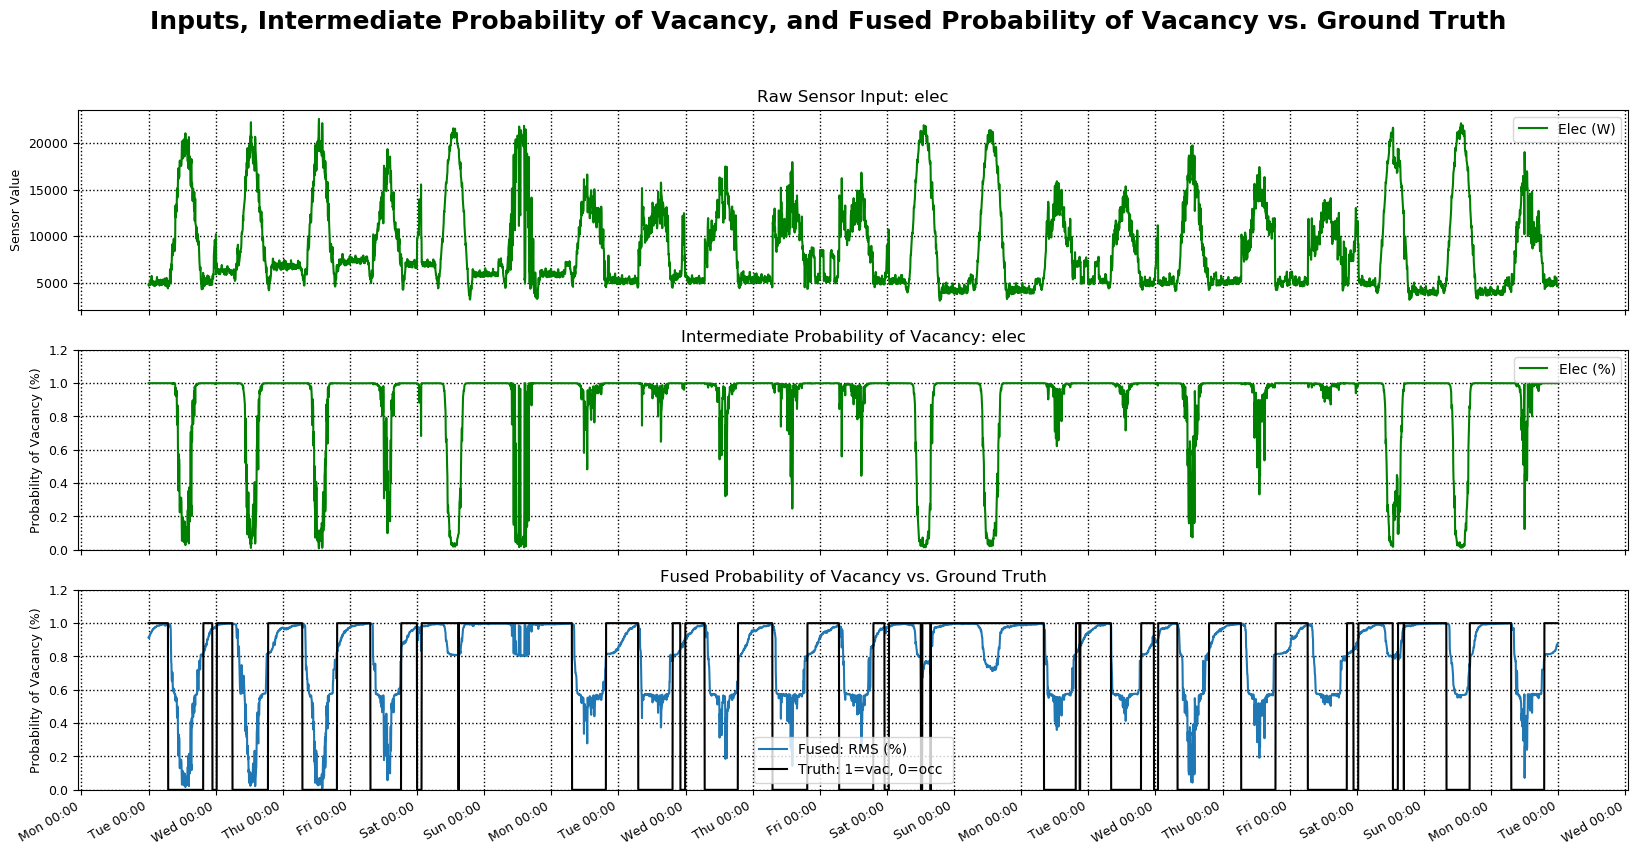 Inputs, Intermediate Probability of Vacancy, and Fused Probability of Vacancy vs. Ground Truth
Raw Sensor Input: elec
Sensor Value
20000
15000
10000
5000
Elec (W)
Intermediate Probability of Vacancy: elec
Probability of Vacancy (%)
1.2
1.0
0.8
0.6
0.4
0.2
0.0
Elec (%)
Fused Probability of Vacancy vs. Ground Truth
Probability of Vacancy (%)
1.2
1.0
0.8
0.6
0.4
0.2
0.0
Fused: RMS (%)
Truth: 1=vac, 0=occ
Mon 00:00
Tue 00:00
Wed 00:00
Thu 00:00
Fri 00:00
Sat 00:00
Sun 00:00
Mon 00:00
Tue 00:00
Wed 00:00
Thu 00:00
Fri 00:00
Sat 00:00
Sun 00:00
Mon 00:00
Tue 00:00
Wed 00:00
Thu 00:00
Fri 00:00
Sat 00:00
Sun 00:00
Mon 00:00
Tue 00:00
Wed 00:00